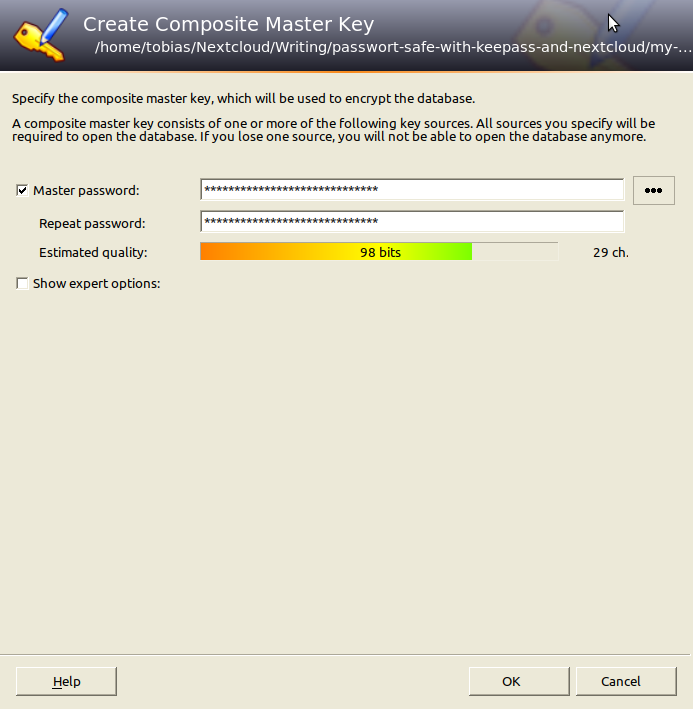 Create Composite Master Key
/home/tobias/Nextcloud/Writing/passwort-safe-with-keepass-and-nextcloud/my-...
Specify the composite master key, which will be used to encrypt the database.
A composite master key consists of one or more of the following key sources. All sources you specify will be
required to open the database. If you lose one source, you will not be able to open the database anymore.
Master password: ***************************** •••
Repeat password: *****************************
Estimated quality: 98 bits 29 ch.
Show expert options:
Help OK Cancel